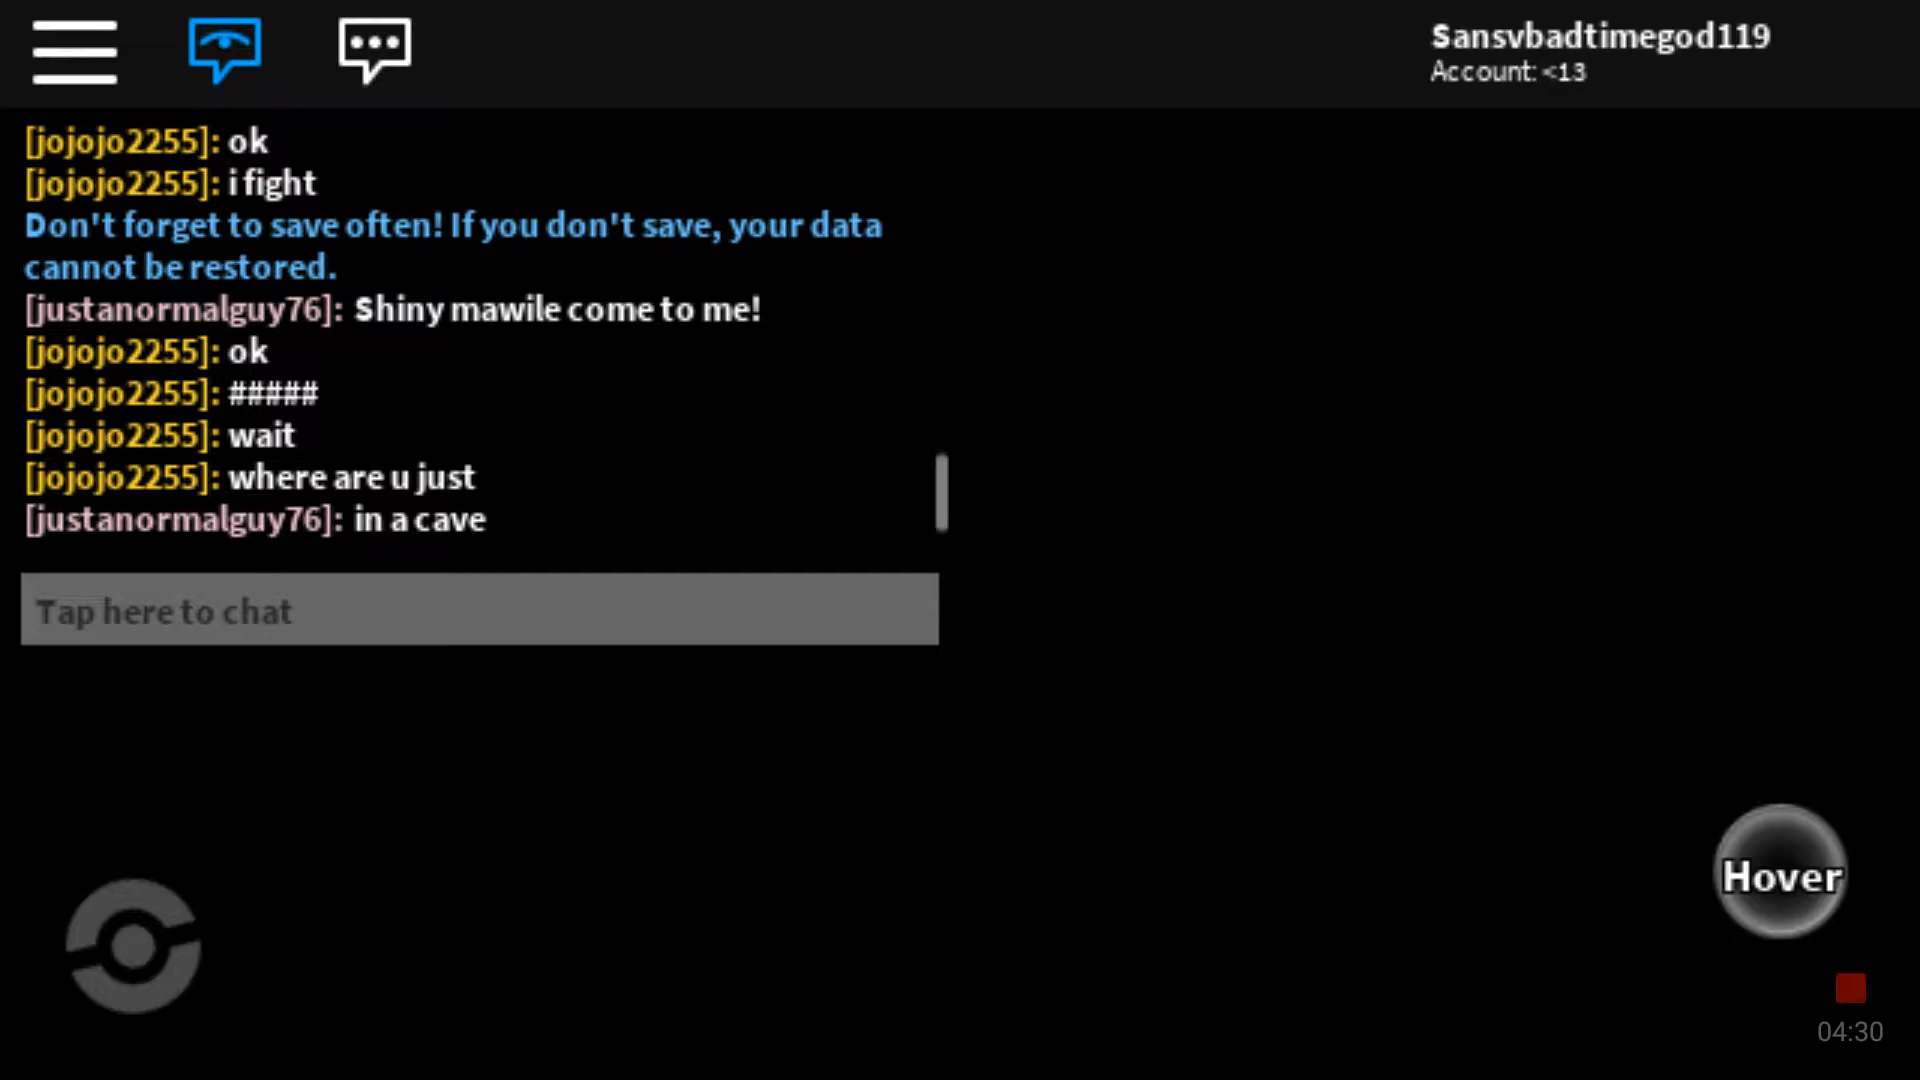 Sansvbadtimegod119
Account: <13
[jojojo2255]: ok
[jojojo2255]: i fight
Don't forget to save often! If you don't save, your data
cannot be restored.
[justanormalguy76]: Shiny mawile come to me!
[jojojo2255]: ok
[jojojo2255]: #####
[jojojo2255]: wait
[jojojo2255]: where are u just
[justanormalguy76]: in a cave
Tap here to chat
Hover
04:30